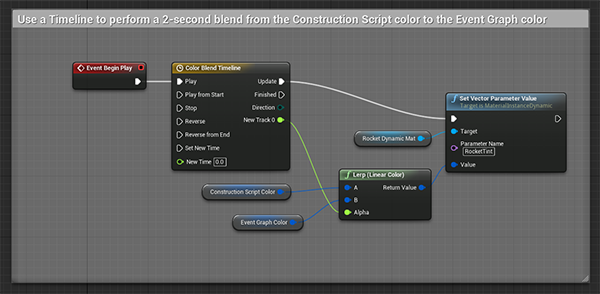 Use a Timeline to perform a 2-second blend from the Construction Script color to the Event Graph color
Event Begin Play
Color Blend Timeline
Play
Update
Play from Start
Finished
Stop
Direction
Reverse
New Track 0
Reverse from End
Set New Time
New Time 0.0
Set Vector Parameter Value
Target is MaterialInstanceDynamic
Rocket Dynamic Mat
Target
Parameter Name
RocketTint
Value
Lerp (Linear Color)
Construction Script Color
A
Return Value
Event Graph Color
B
Alpha